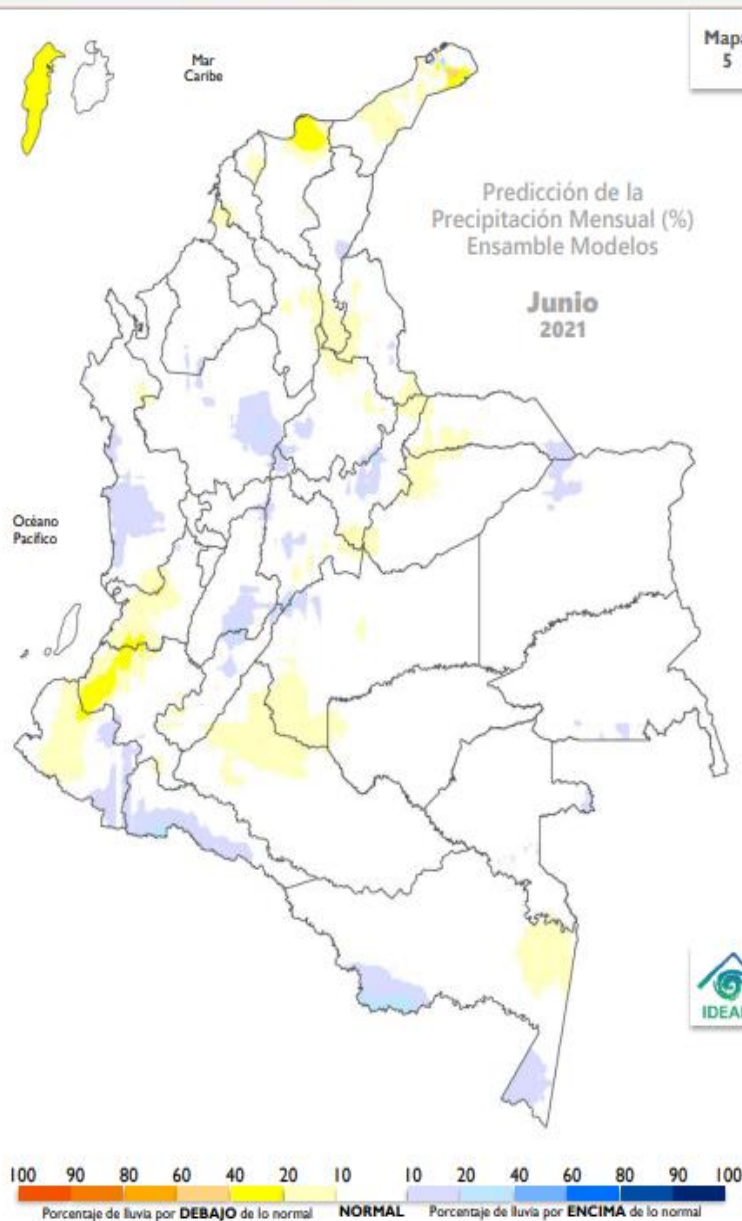 Mapa
5
Mar
Caribe
Predicción de la
Precipitación Mensual (%)
Ensamble Modelos
Junio
2021
Océano
Pacífico
IDEAM
100 90 80 60 40 20 10 10 20 40 60 80 90 100
Porcentaje de lluvia por DEBAJO de lo normal NORMAL Porcentaje de lluvia por ENCIMA de lo normal